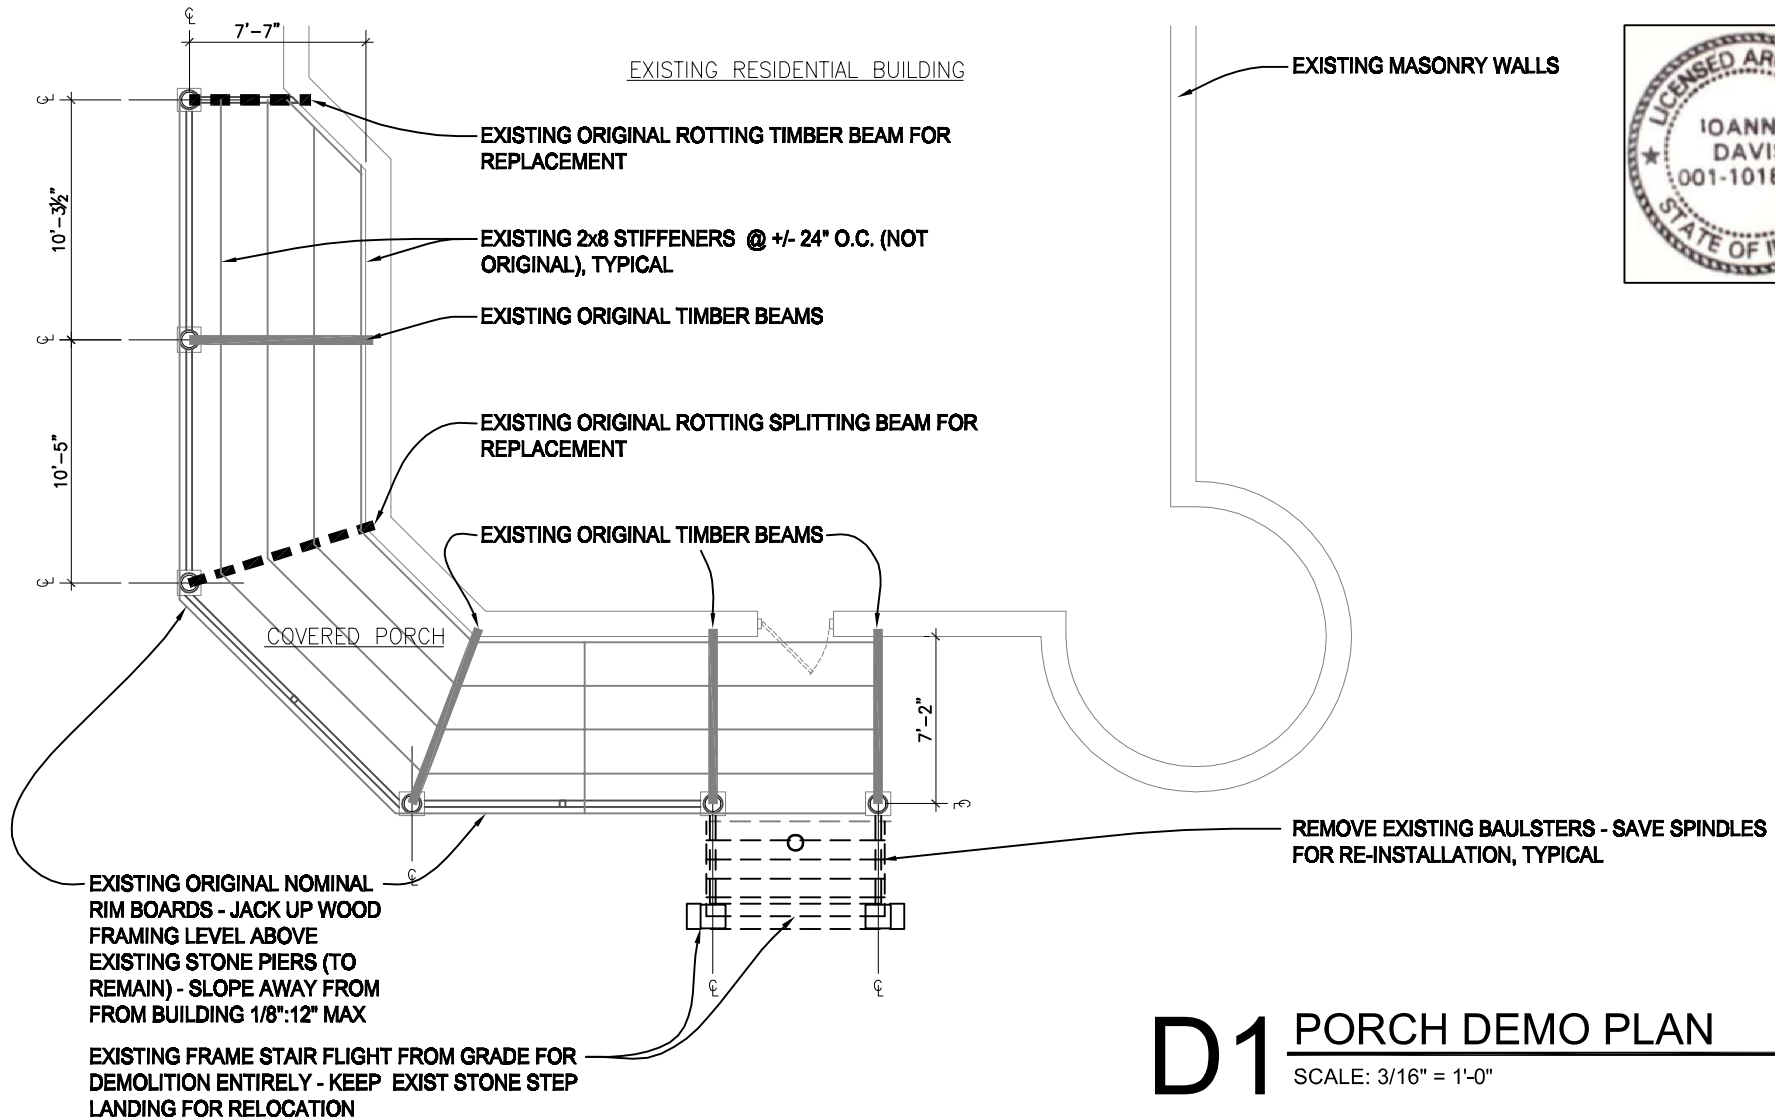 ℄
7'-7"
EXISTING RESIDENTIAL BUILDING
EXISTING MASONRY WALLS
LICENSED
DAVIS
001-1018
STATE OF
℄
EXISTING ORIGINAL ROTTING TIMBER BEAM FOR
REPLACEMENT
10'-3½"
EXISTING 2x8 STIFFENERS @ +/- 24" O.C. (NOT
ORIGINAL), TYPICAL
EXISTING ORIGINAL TIMBER BEAMS
℄
EXISTING ORIGINAL ROTTING SPLITTING BEAM FOR
REPLACEMENT
10'-5"
EXISTING ORIGINAL TIMBER BEAMS
℄
COVERED PORCH
7'-2"
℄
REMOVE EXISTING BAULSTERS - SAVE SPINDLES
FOR RE-INSTALLATION, TYPICAL
℄
EXISTING ORIGINAL NOMINAL
RIM BOARDS - JACK UP WOOD
FRAMING LEVEL ABOVE
EXISTING STONE PIERS (TO
REMAIN) - SLOPE AWAY FROM
FROM BUILDING 1/8":12" MAX
℄
℄
EXISTING FRAME STAIR FLIGHT FROM GRADE FOR
DEMOLITION ENTIRELY - KEEP EXIST STONE STEP
LANDING FOR RELOCATION
D1 PORCH DEMO PLAN
SCALE: 3/16" = 1'-0"